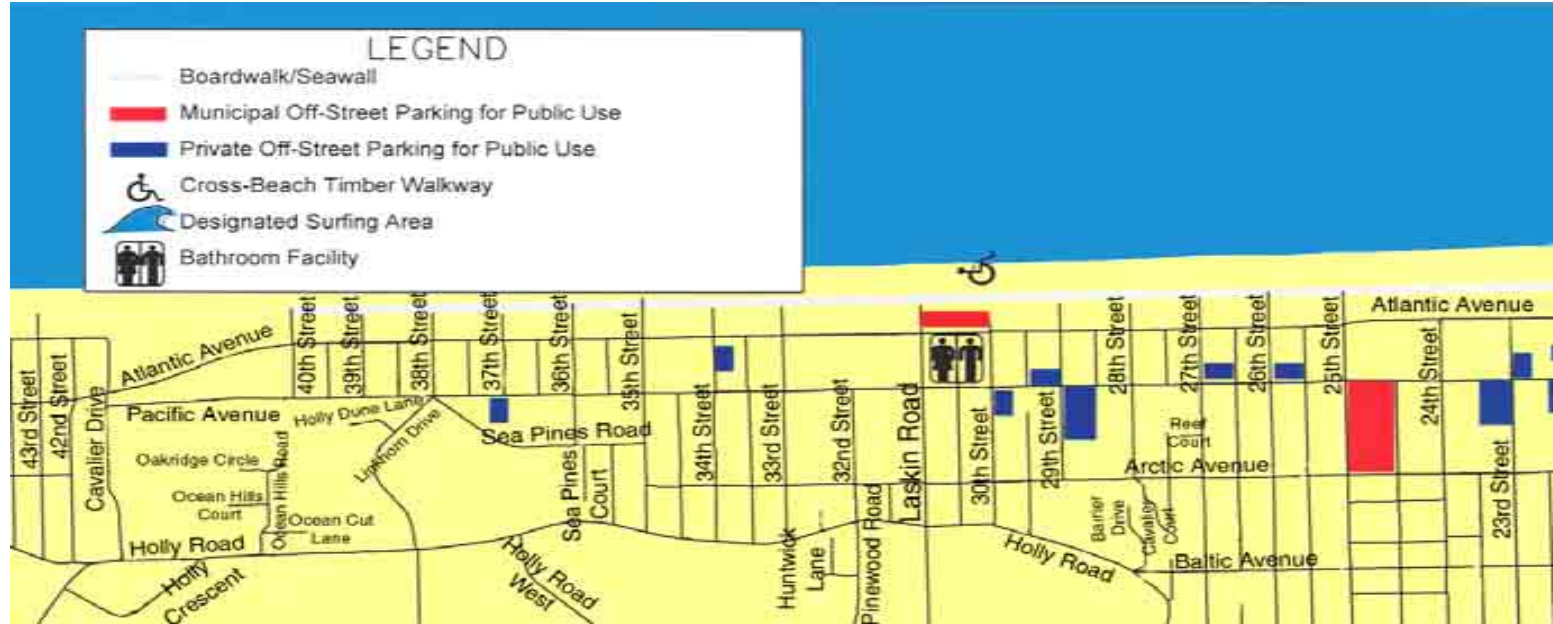 LEGEND
Boardwalk/Seawall
Municipal Off-Street Parking for Public Use
Private Off-Street Parking for Public Use
Cross-Beach Timber Walkway
Designated Surfing Area
Bathroom Facility
Atlantic Avenue
Atlantic Avenue
43rd Street
42nd Street
Cavalier Drive
40th Street
39th Street
38th Street
37th Street
36th Street
35th Street
34th Street
33rd Street
32nd Street
Laskin Road
30th Street
29th Street
28th Street
27th Street
26th Street
25th Street
24th Street
23rd Street
Pacific Avenue
Holly Dune Lane
Linkhorn Drive
Sea Pines Road
Oakridge Circle
Ocean Hills Road
Ocean Hills
Court
Ocean Cut
Lane
Sea Pines
Court
Reef
Court
Arctic Avenue
Barier
Drive
Cavalier
Court
Holly Road
Holly
Crescent
Holly Road
West
Huntwick
Lane
Pinewood Road
Holly Road
Baltic Avenue